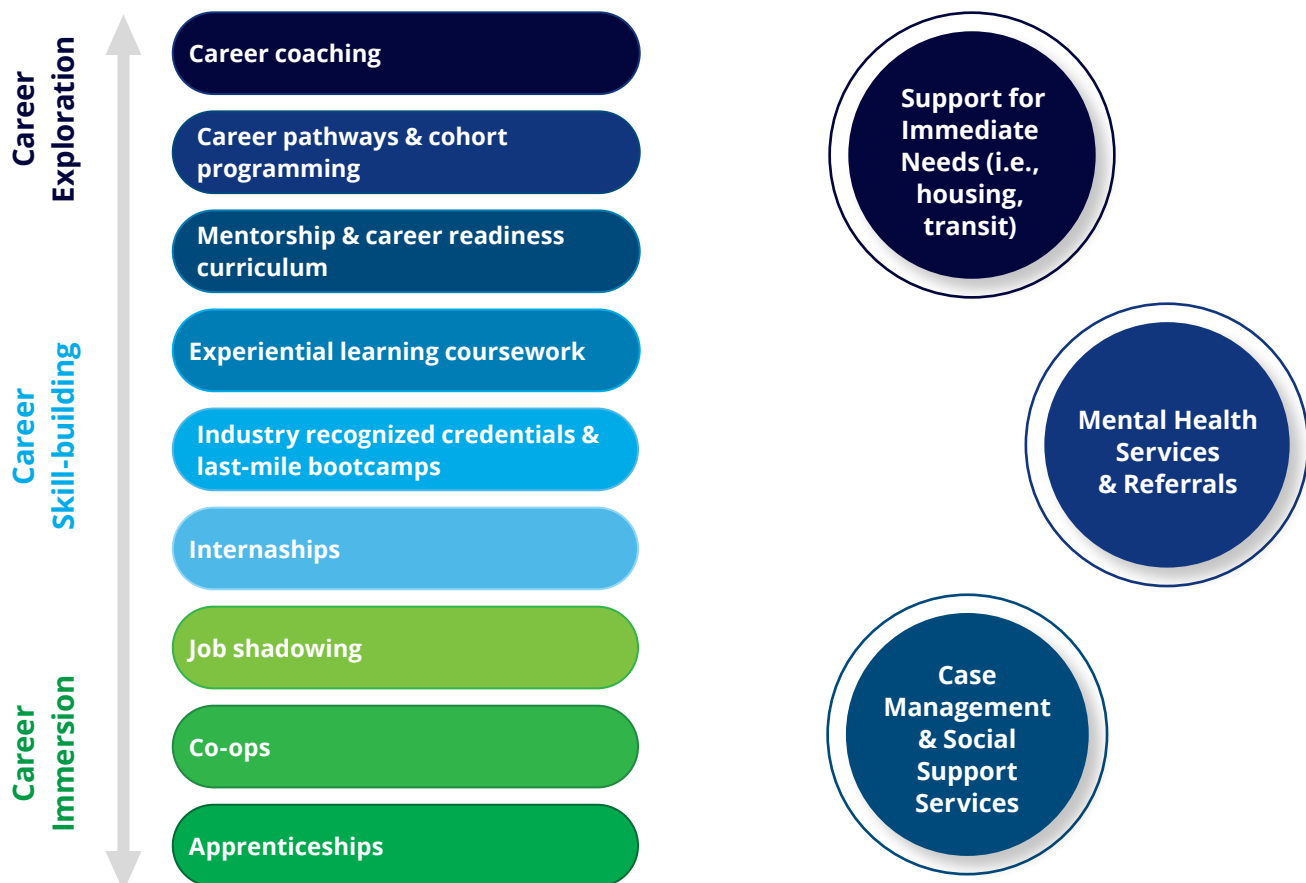 Career
Exploration
Career coaching
Career pathways & cohort
programming
Mentorship & career readiness
curriculum
Career
Skill-building
Experiential learning coursework
Industry recognized credentials &
last-mile bootcamps
Internaships
Career
Immersion
Job shadowing
Co-ops
Apprenticeships
Support for
Immediate
Needs (i.e.,
housing,
transit)
Mental Health
Services
& Referrals
Case
Management
& Social
Support
Services